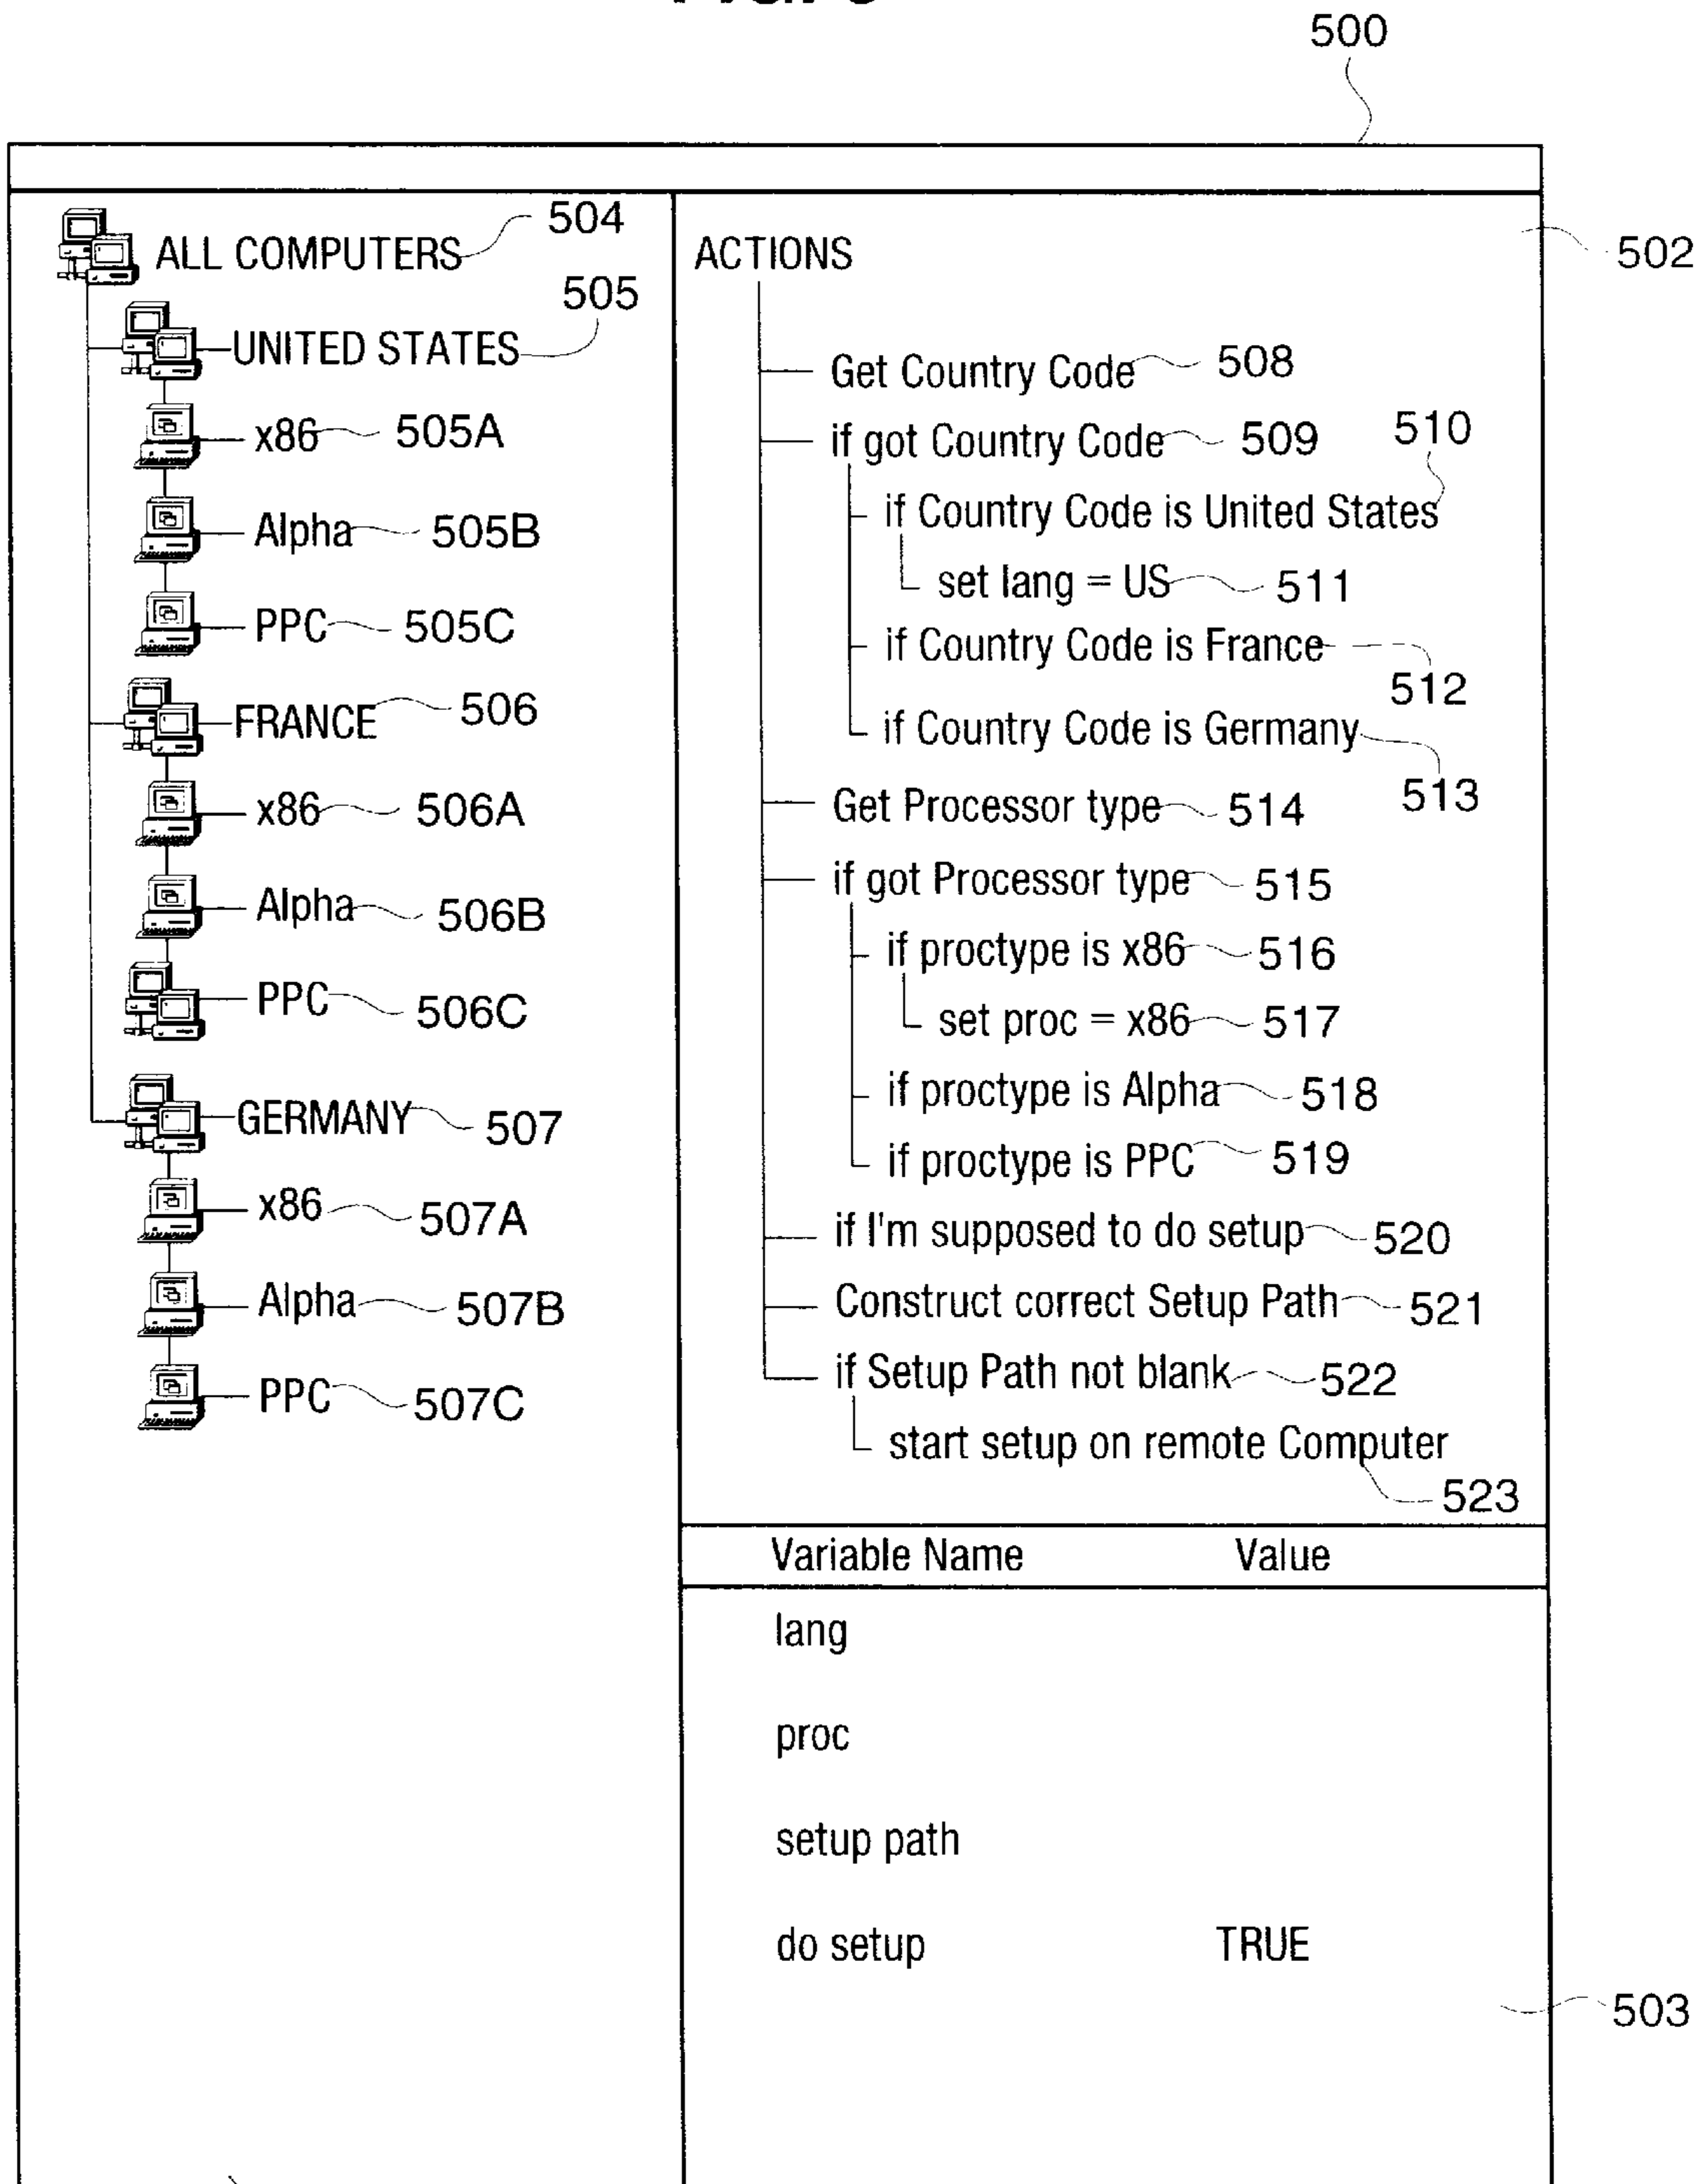 500
504
ALL COMPUTERS
505
UNITED STATES
x86 505A
Alpha 505B
PPC 505C
FRANCE 506
x86 506A
Alpha 506B
PPC 506C
GERMANY 507
x86 507A
Alpha 507B
PPC 507C
502
ACTIONS
Get Country Code 508
if got Country Code 509
510
if Country Code is United States
set lang = US 511
if Country Code is France
512
if Country Code is Germany
513
Get Processor type 514
if got Processor type 515
if proctype is x86 516
set proc = x86 517
if proctype is Alpha 518
if proctype is PPC 519
if I'm supposed to do setup 520
Construct correct Setup Path 521
if Setup Path not blank 522
start setup on remote Computer
523
Variable Name Value
lang
proc
setup path
do setup TRUE
503